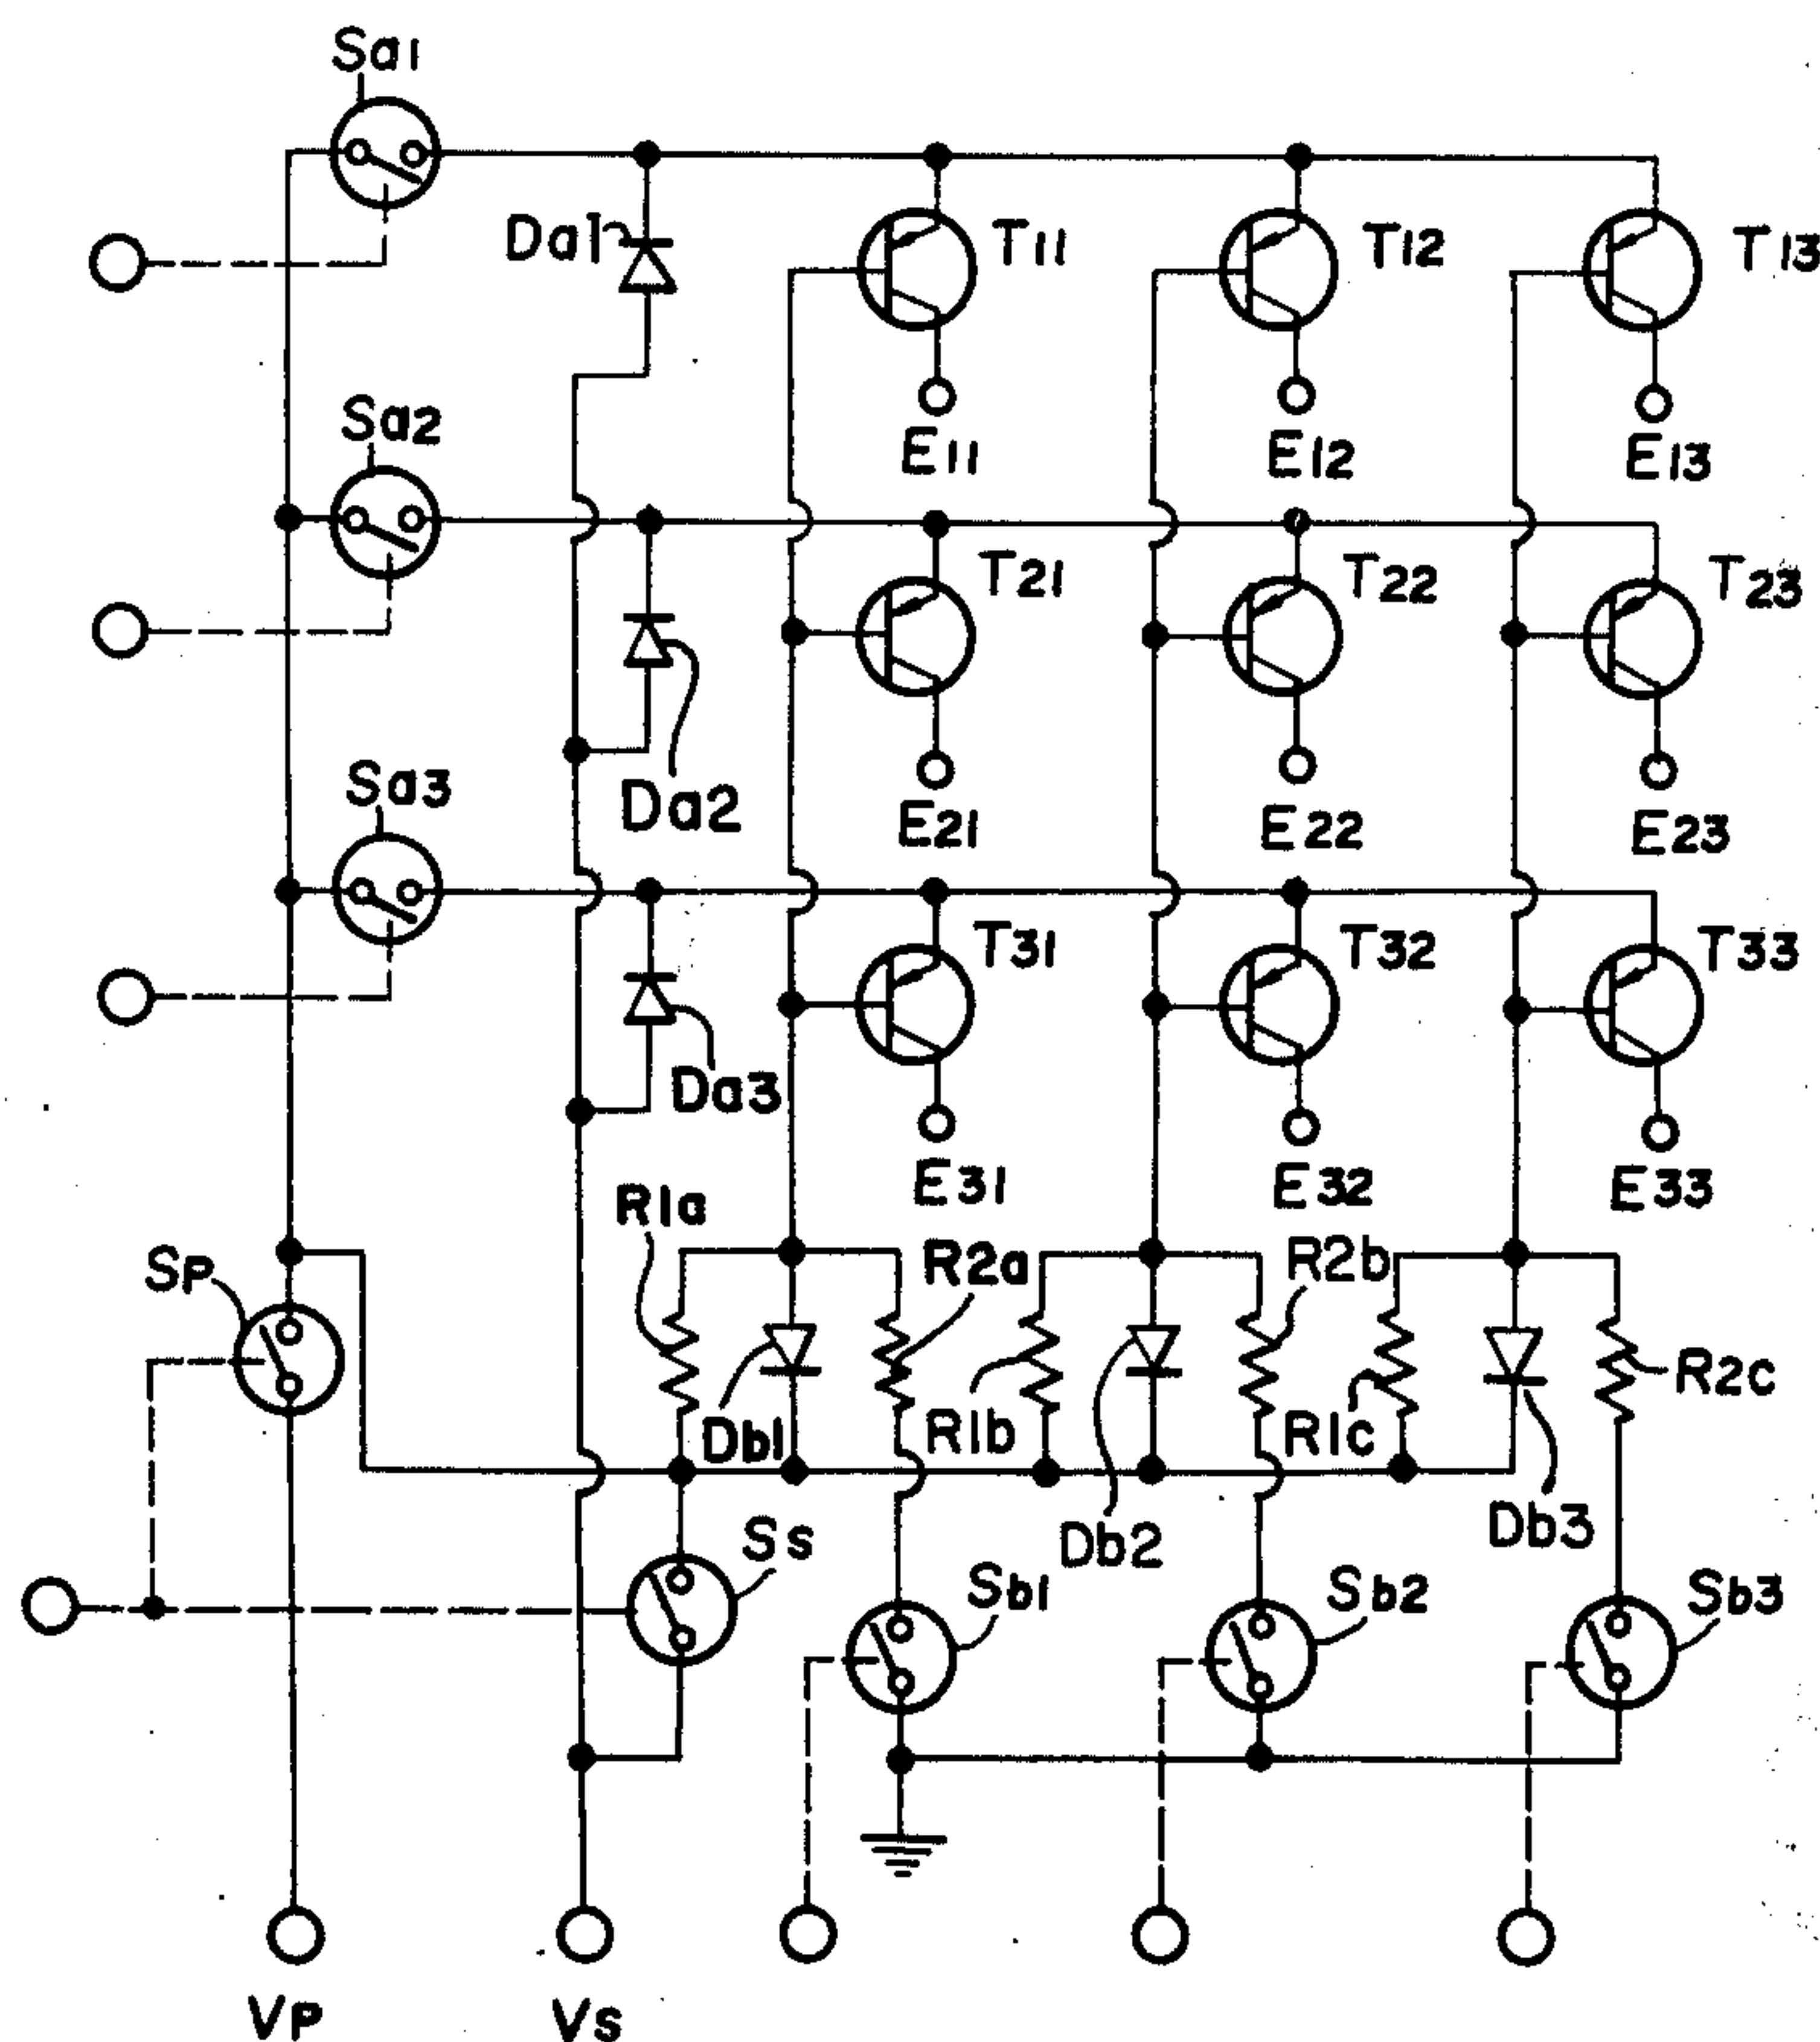 Sa1
Da1
T11
T12
T13
E11
E12
E13
Sa2
T21
T22
T23
Da2
E21
E22
E23
Sa3
T31
T32
T33
Da3
E31
E32
E33
R1a
SP
R2a
R2b
R2c
Db1
R1b
R1c
Db2
Db3
Ss
Sb1
Sb2
Sb3
VP
Vs